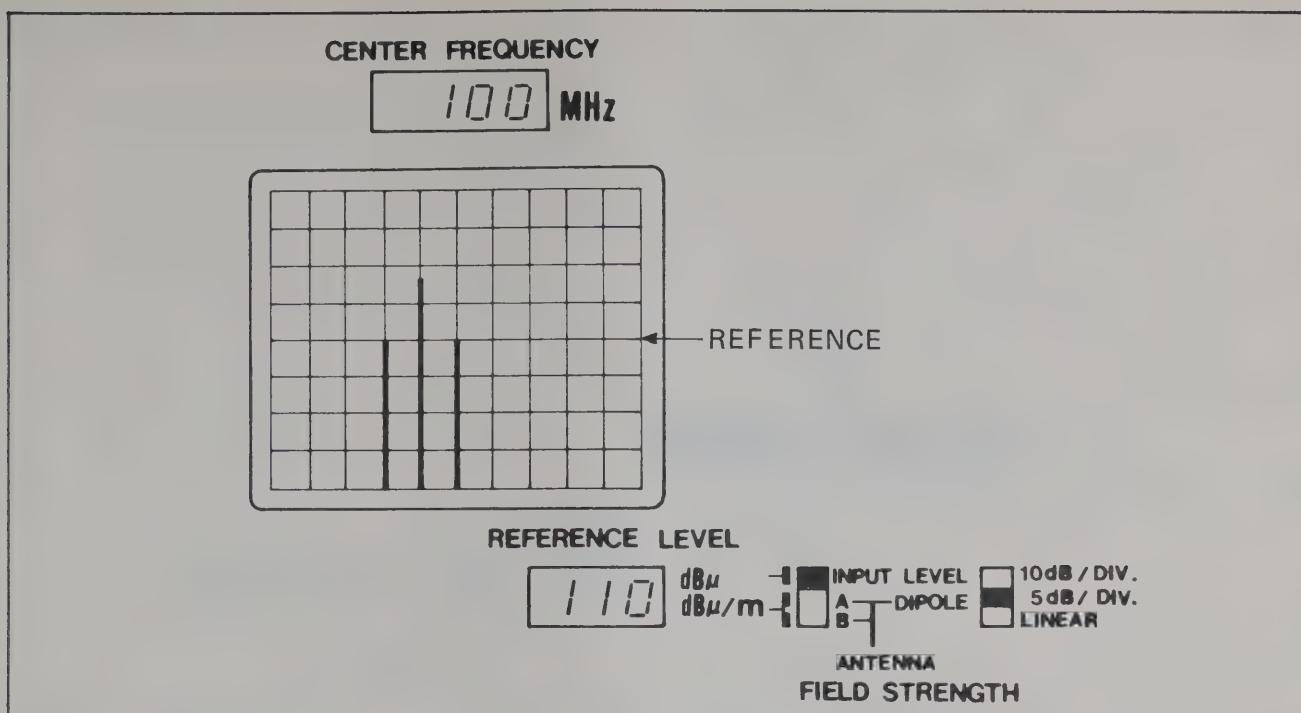 CENTER FREQUENCY
100 MHz
REFERENCE
REFERENCE LEVEL
110 dBμ dBμ/m
INPUT LEVEL
A DIPOLE
B
ANTENNA
FIELD STRENGTH
10dB / DIV.
5dB / DIV.
LINEAR